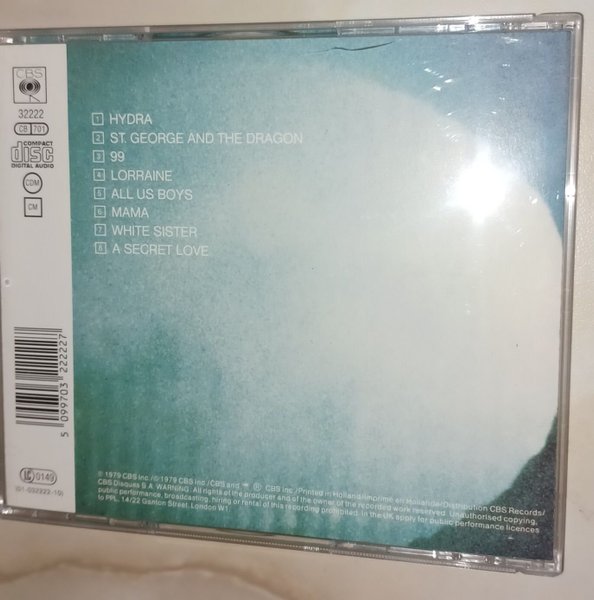 CBS
32222
CB 701
COMPACT
disc
DIGITAL AUDIO
CDM
CM
5 099703 222227
LC 0149
(01-032222-10)
1 HYDRA
2 ST. GEORGE AND THE DRAGON
3 99
4 LORRAINE
5 ALL US BOYS
6 MAMA
7 WHITE SISTER
8 A SECRET LOVE
℗ 1979 CBS Inc./© 1979 CBS Inc./CBS and ® CBS Inc./Printed in Holland/Imprimé en Hollande/Distribution CBS Records/
CBS Disques S.A. WARNING: All rights of the producer and of the owner of the recorded work reserved. Unauthorised copying,
public performance, broadcasting, hiring or rental of this recording prohibited. In the UK apply for public performance licences
to PPL, 14/22 Ganton Street, London W1.